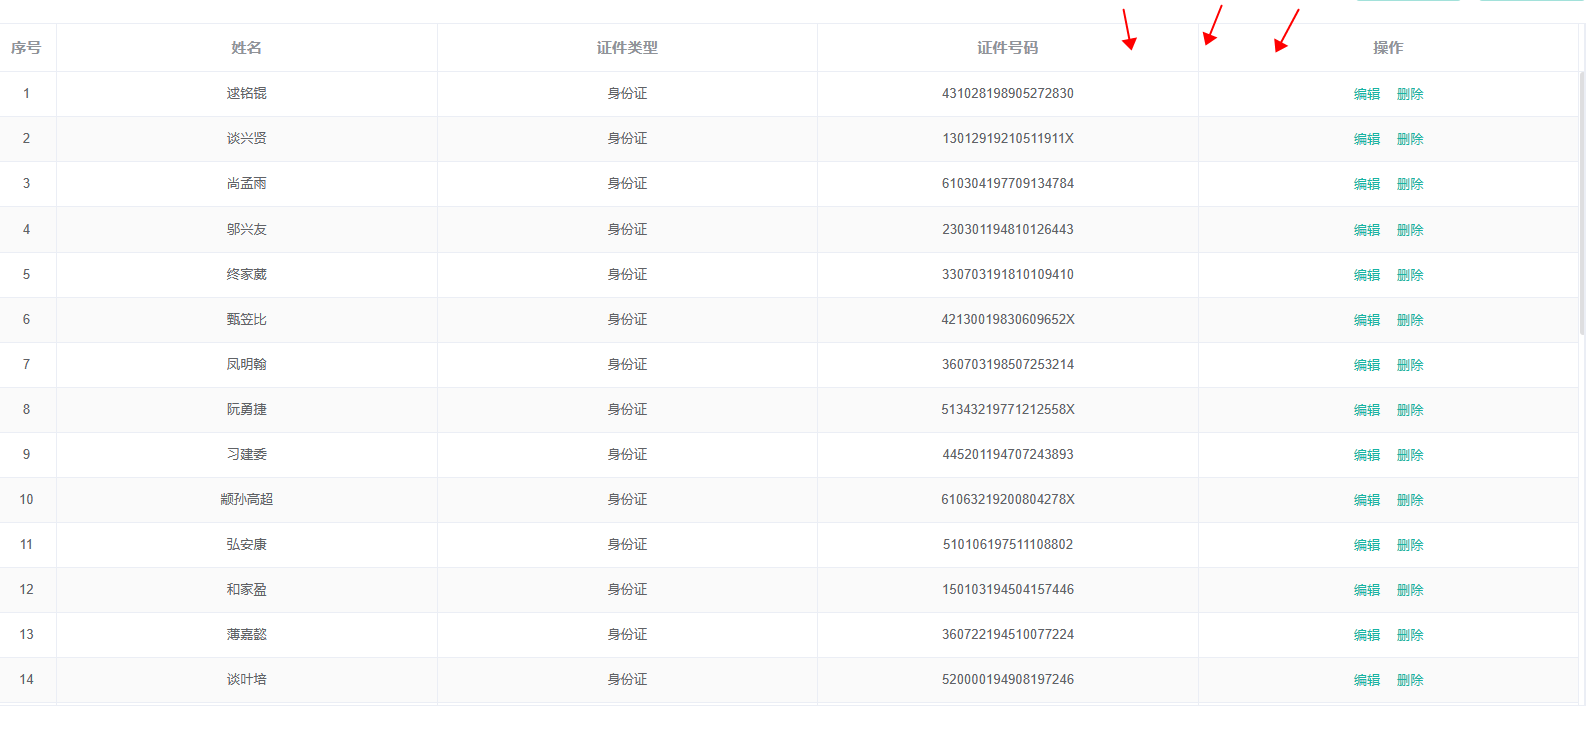 序号 姓名 证件类型 证件号码 操作
1 逑铭锟 身份证 431028198905272830 编辑 删除
2 谈兴贤 身份证 13012919210511911X 编辑 删除
3 尚孟雨 身份证 610304197709134784 编辑 删除
4 邬兴友 身份证 230301194810126443 编辑 删除
5 终家葳 身份证 330703191810109410 编辑 删除
6 甄笠比 身份证 42130019830609652X 编辑 删除
7 凤明翰 身份证 360703198507253214 编辑 删除
8 阮勇捷 身份证 51343219771212558X 编辑 删除
9 习建委 身份证 445201194707243893 编辑 删除
10 颛孙高超 身份证 61063219200804278X 编辑 删除
11 弘安康 身份证 510106197511108802 编辑 删除
12 和家盈 身份证 150103194504157446 编辑 删除
13 薄嘉懿 身份证 360722194510077224 编辑 删除
14 谈叶培 身份证 520000194908197246 编辑 删除